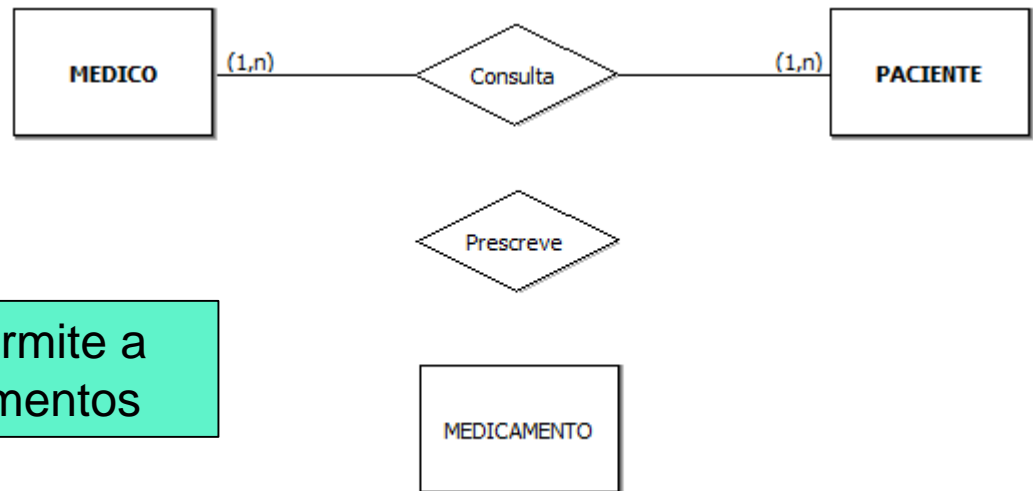 MEDICO
(1,n)
Consulta
(1,n)
PACIENTE
Prescreve
rmite a
mentos
MEDICAMENTO